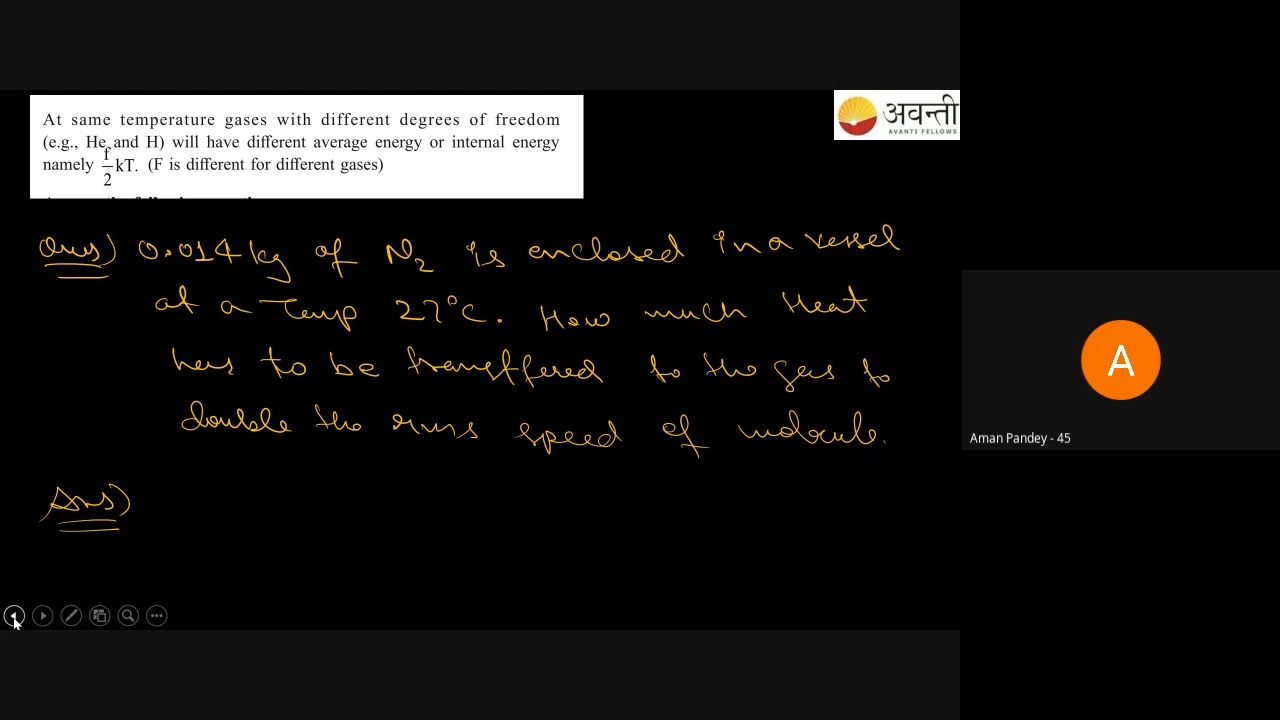 At same temperature gases with different degrees of freedom
(e.g., He and H) will have different average energy or internal energy
namely f/2 kT. (F is different for different gases)
अवन्ती
AVANTI FELLOWS
Ques) 0.014 kg of N2 is enclosed in a vessel
at a Temp 27°C. How much Heat
has to be transffered to the gas to
double the rms speed of molecule.
Ans)
A
Aman Pandey - 45